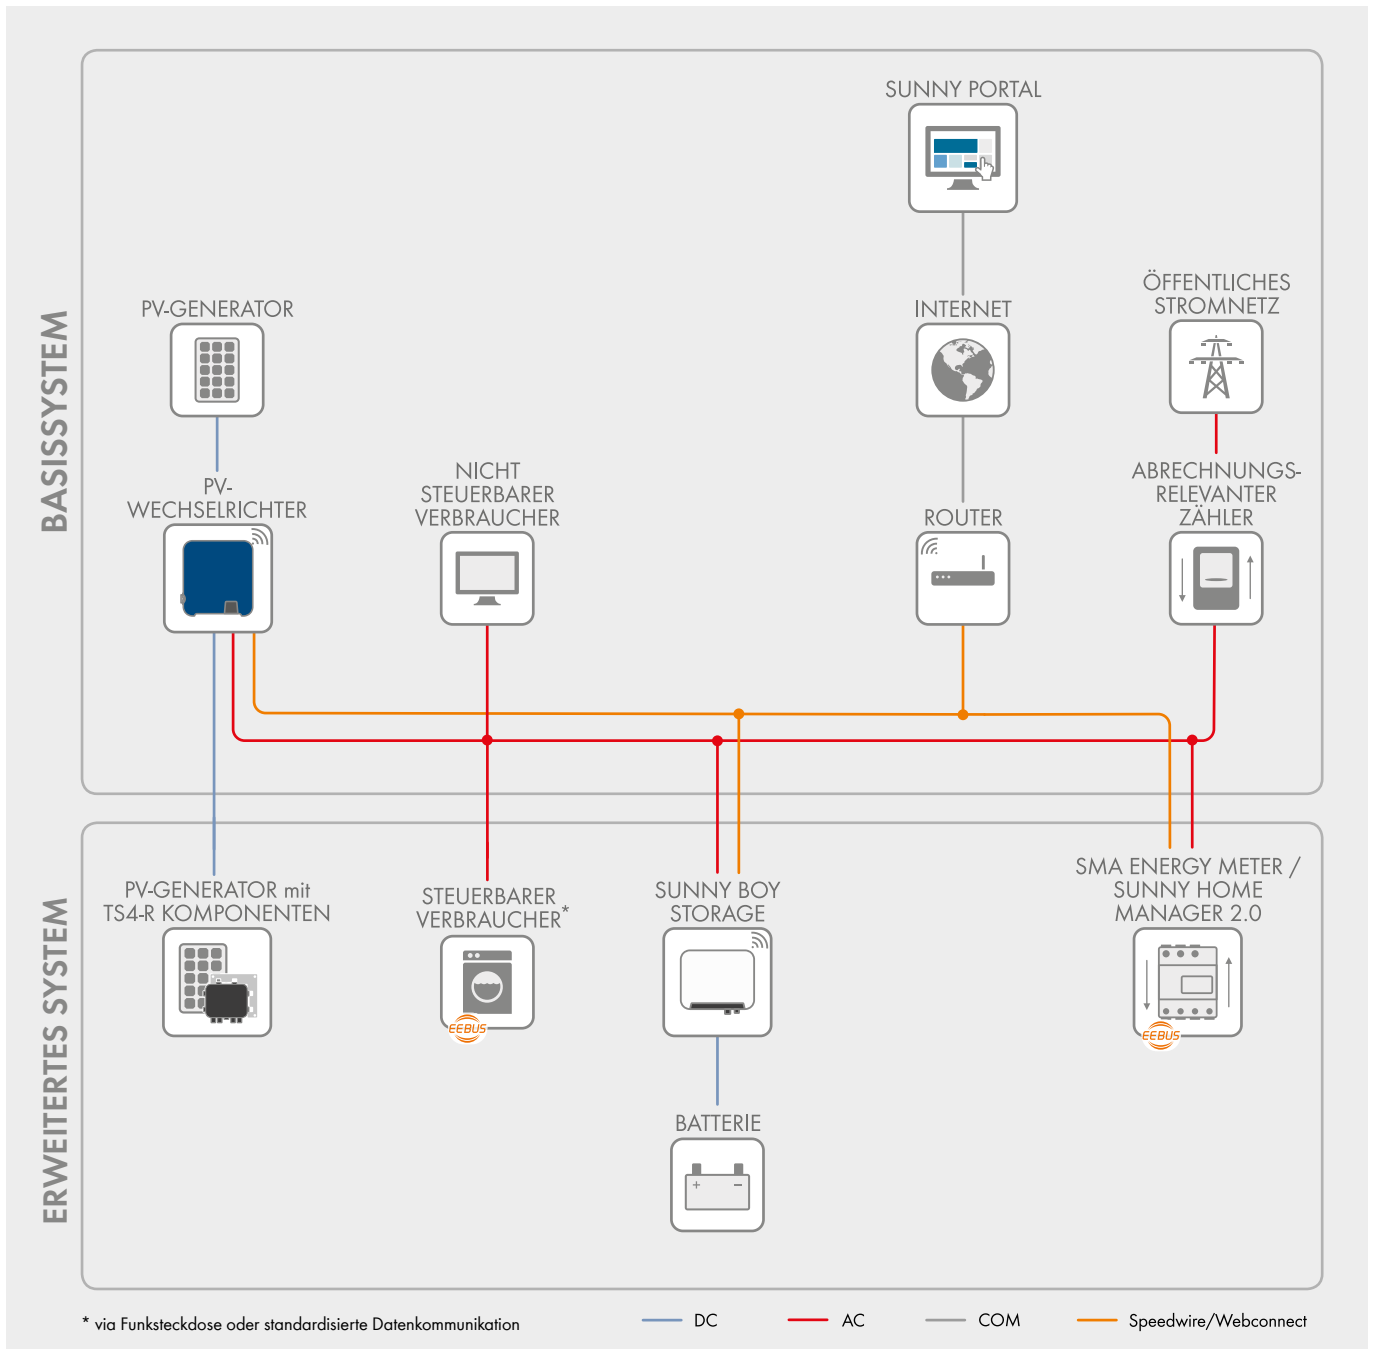 BASISSYSTEM
SUNNY PORTAL
PV-GENERATOR
INTERNET
ÖFFENTLICHES
STROMNETZ
PV-
WECHSELRICHTER
NICHT
STEUERBARER
VERBRAUCHER
ROUTER
ABRECHNUNGS-
RELEVANTER
ZÄHLER
ERWEITERTES SYSTEM
PV-GENERATOR mit
TS4-R KOMPONENTEN
STEUERBARER
VERBRAUCHER*
EEBUS
SUNNY BOY
STORAGE
SMA ENERGY METER /
SUNNY HOME
MANAGER 2.0
EEBUS
BATTERIE
+ −
* via Funksteckdose oder standardisierte Datenkommunikation
DC
AC
COM
Speedwire/Webconnect